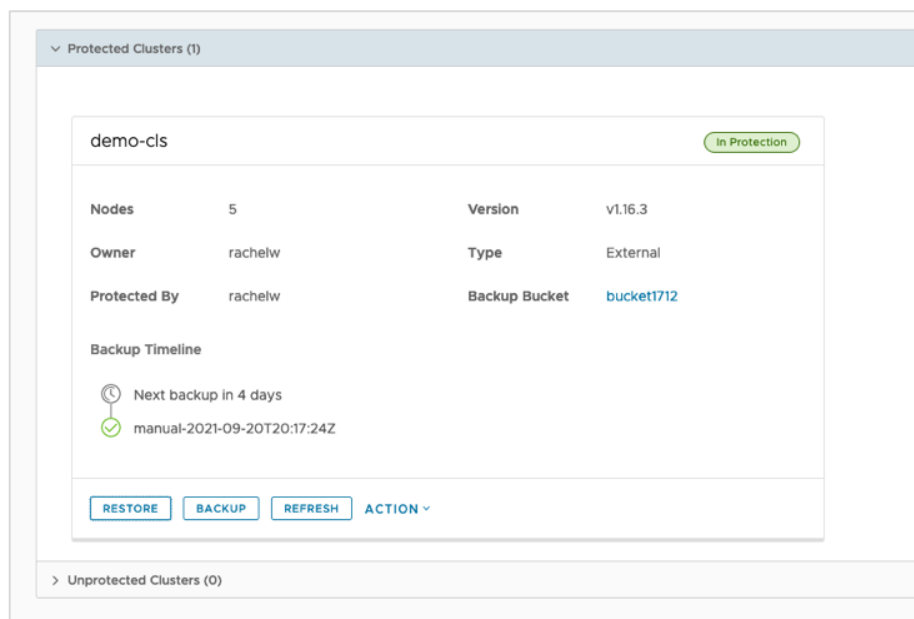 Protected Clusters (1)
demo-cls
In Protection
Nodes 5 Version v1.16.3
Owner rachelw Type External
Protected By rachelw Backup Bucket bucket1712
Backup Timeline
Next backup in 4 days
manual-2021-09-20T20:17:24Z
RESTORE BACKUP REFRESH ACTION
Unprotected Clusters (0)